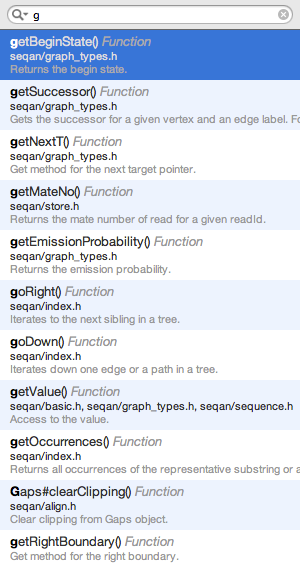 g
getBeginState() Function
seqan/graph_types.h
Returns the begin state.
getSuccessor() Function
seqan/graph_types.h
Gets the successor for a given vertex and an edge label. Fo
getNextT() Function
seqan/graph_types.h
Get method for the next target pointer.
getMateNo() Function
seqan/store.h
Returns the mate number of read for a given readId.
getEmissionProbability() Function
seqan/graph_types.h
Returns the emission probability.
goRight() Function
seqan/index.h
Iterates to the next sibling in a tree.
goDown() Function
seqan/index.h
Iterates down one edge or a path in a tree.
getValue() Function
seqan/basic.h, seqan/graph_types.h, seqan/sequence.h
Access to the value.
getOccurrences() Function
seqan/index.h
Returns all occurrences of the representative substring or a
Gaps#clearClipping() Function
seqan/align.h
Clear clipping from Gaps object.
getRightBoundary() Function
Get method for the right boundary.